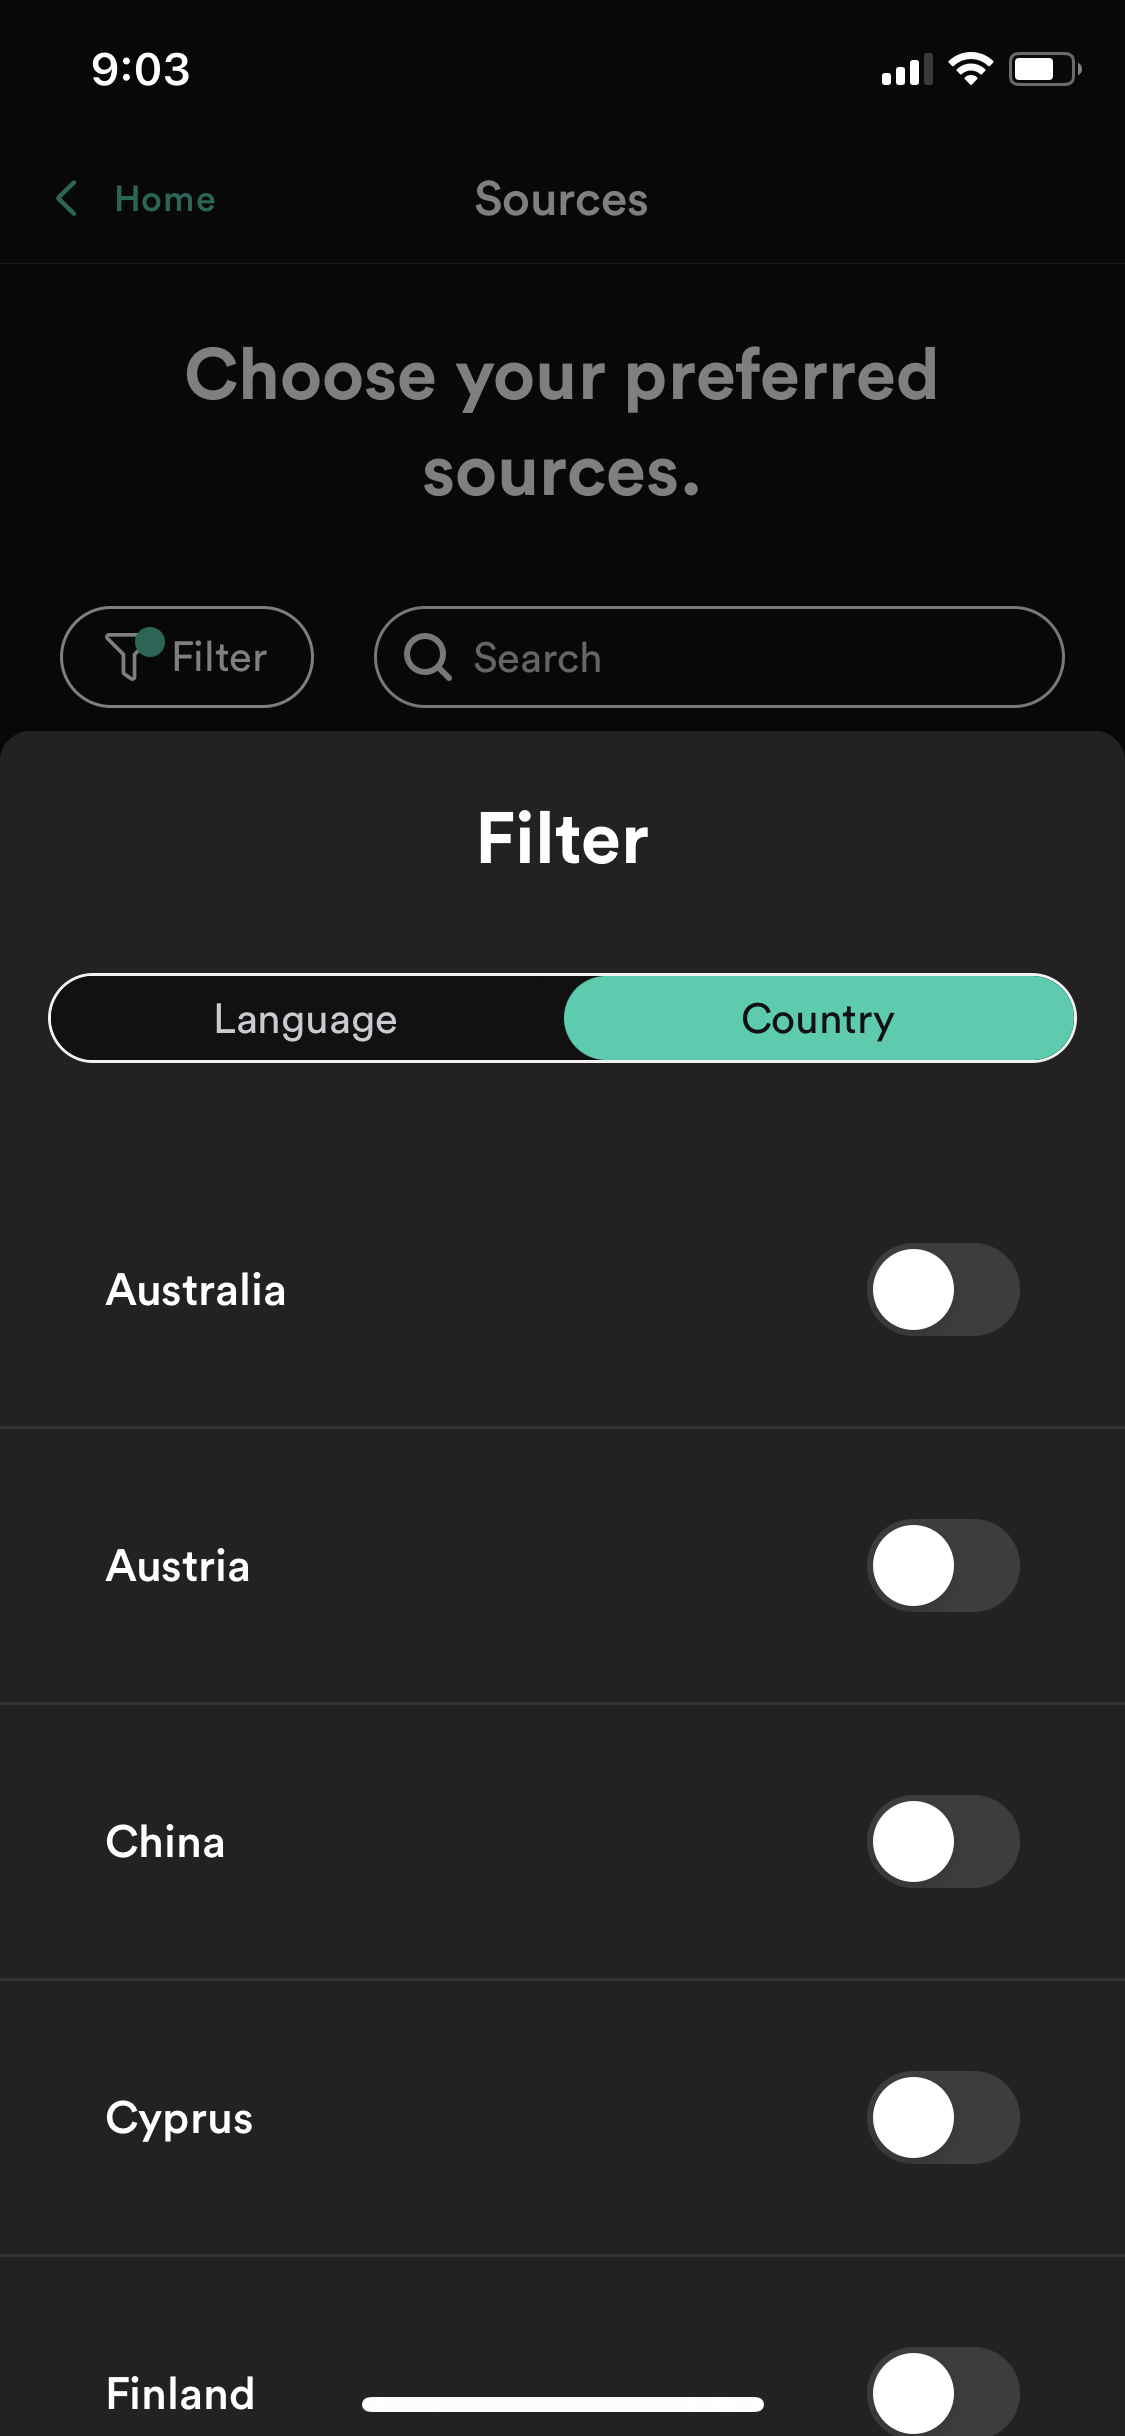 9:03
Home
Sources
Choose your preferred
sources.
Filter
Search
Filter
Language
Country
Australia
Austria
China
Cyprus
Finland